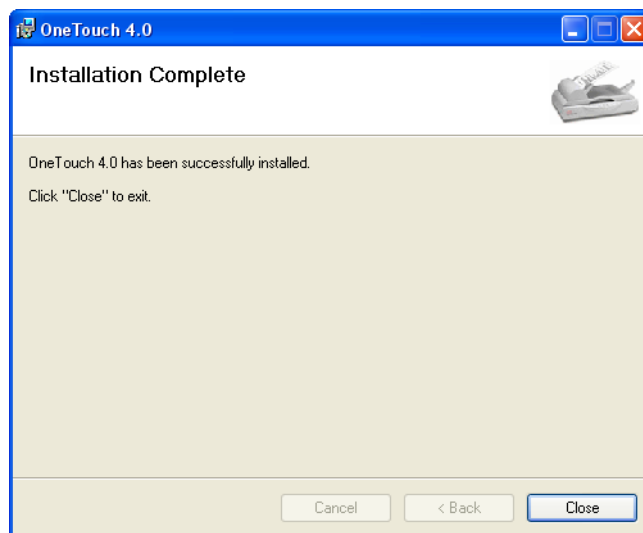 OneTouch 4.0
Installation Complete
OneTouch 4.0 has been successfully installed.
Click "Close" to exit.
Cancel
< Back
Close